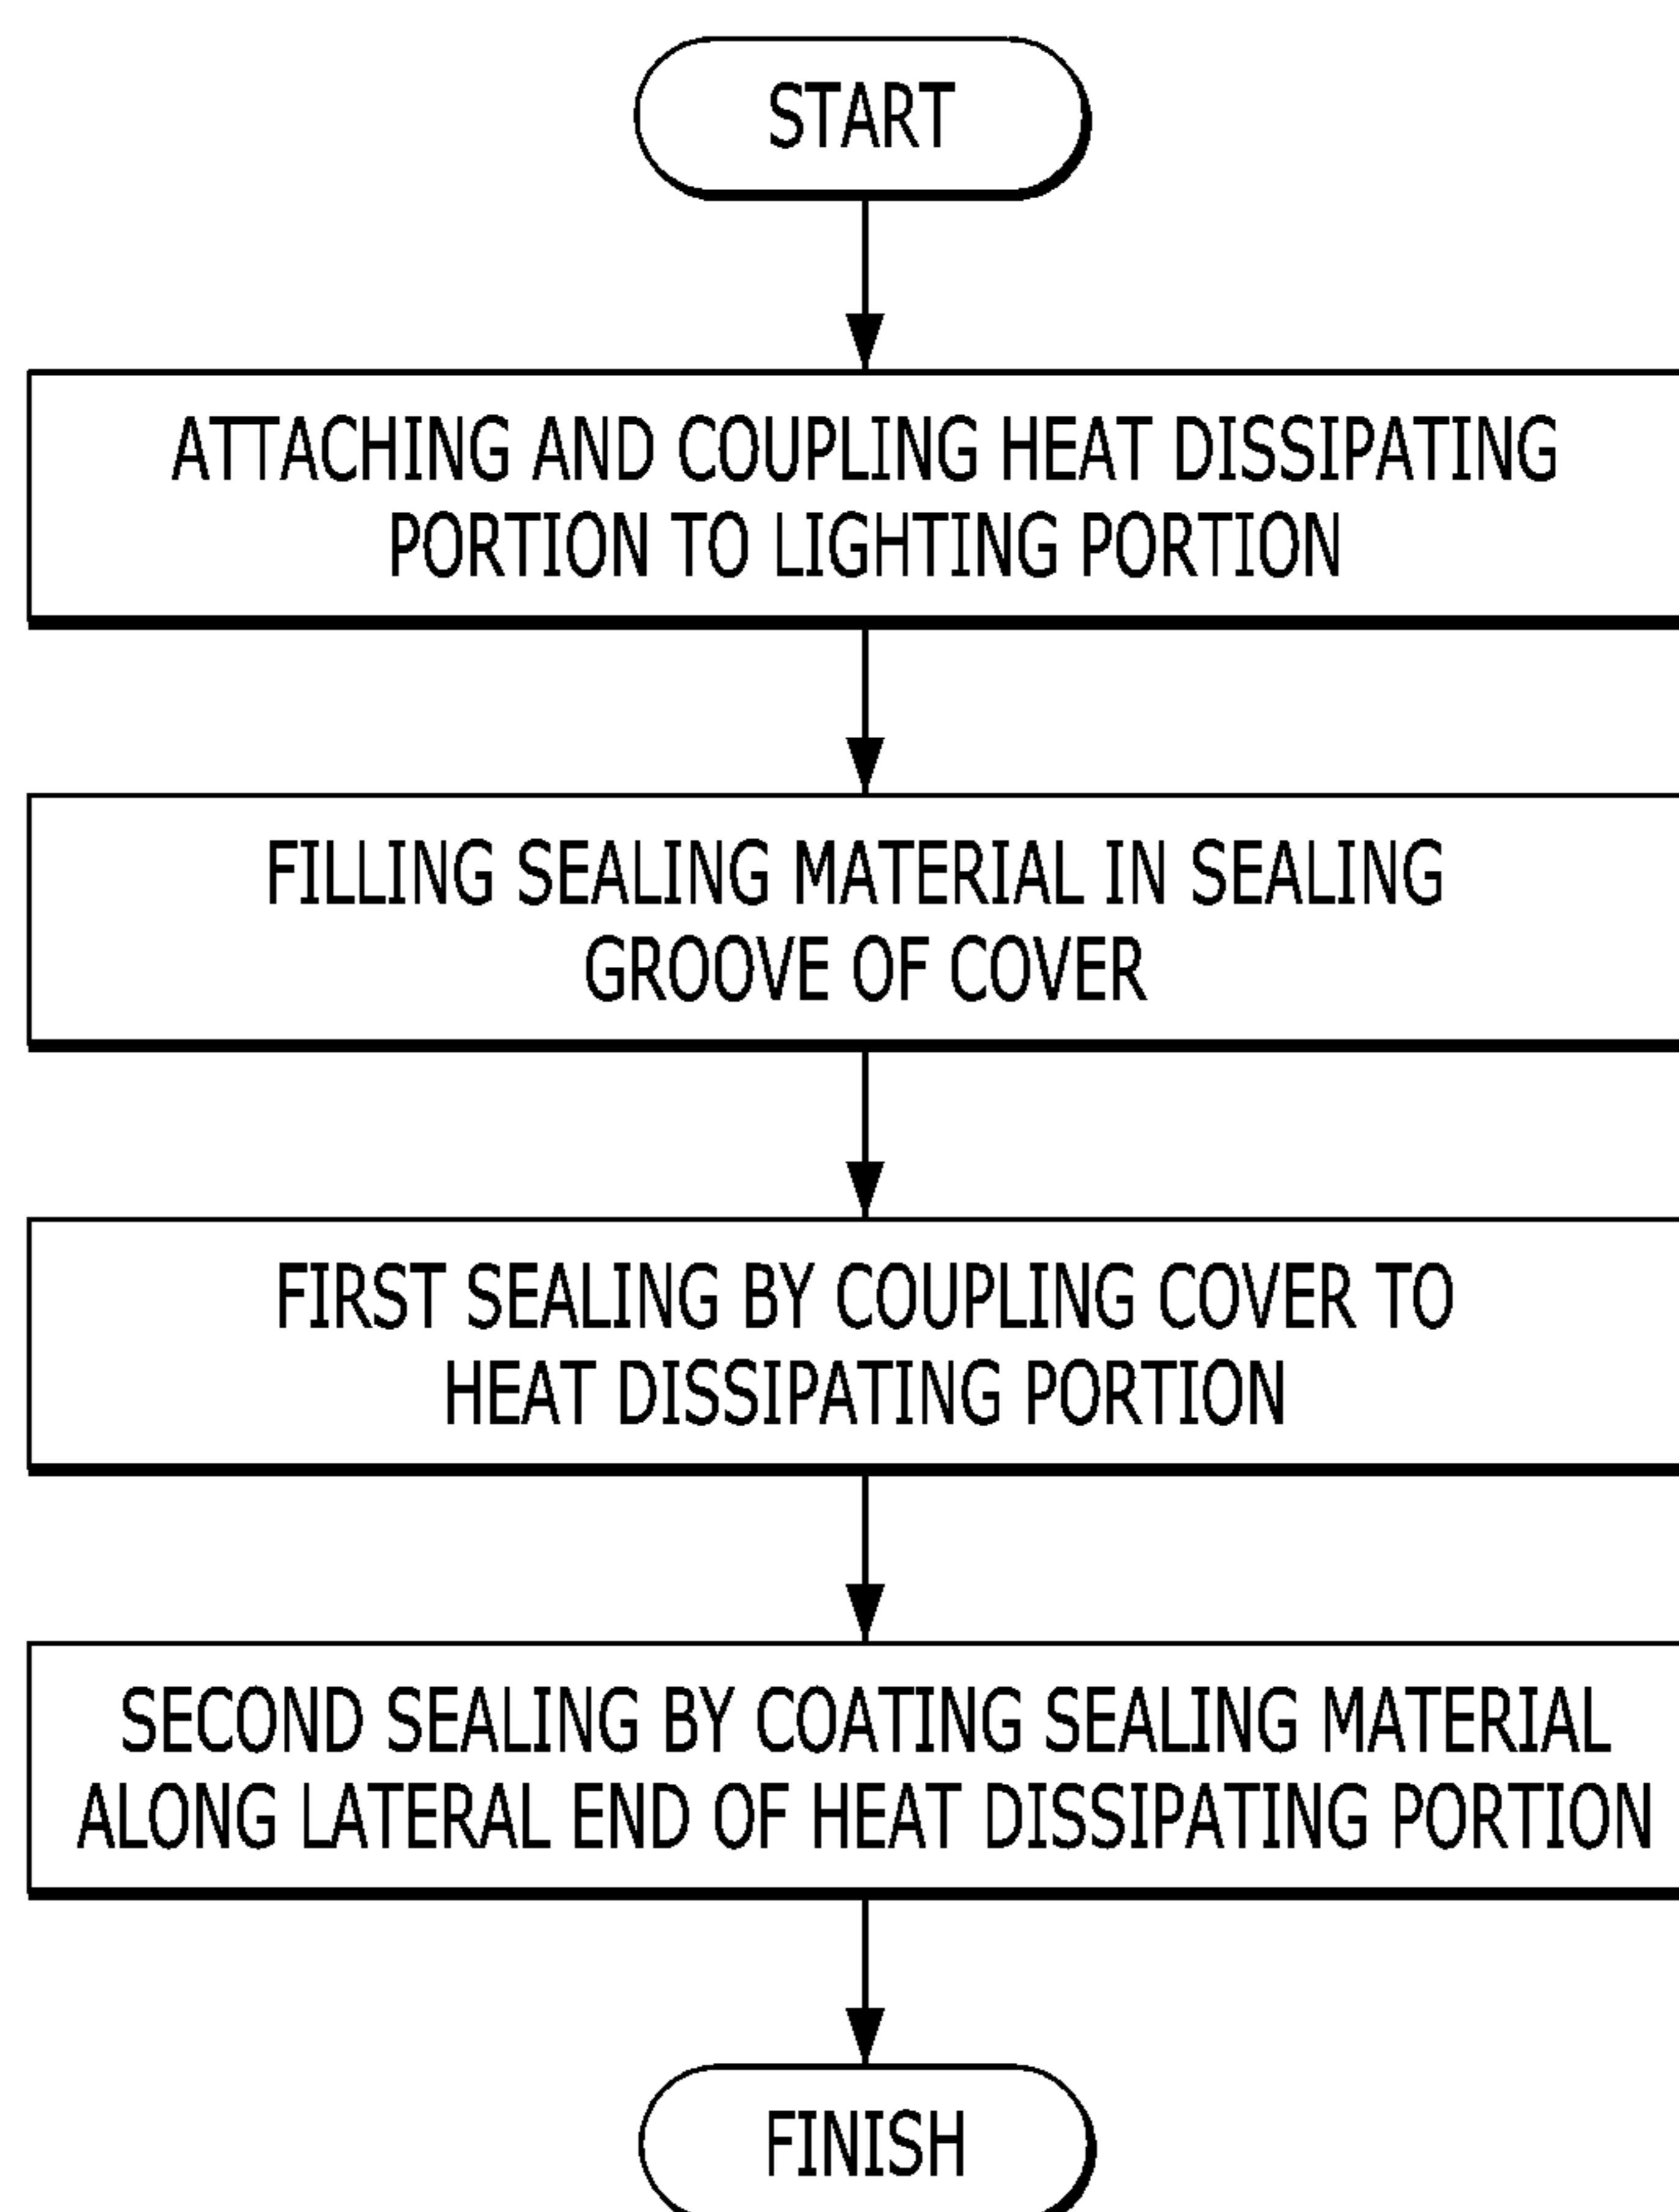 START
ATTACHING AND COUPLING HEAT DISSIPATING
PORTION TO LIGHTING PORTION
FILLING SEALING MATERIAL IN SEALING
GROOVE OF COVER
FIRST SEALING BY COUPLING COVER TO
HEAT DISSIPATING PORTION
SECOND SEALING BY COATING SEALING MATERIAL
ALONG LATERAL END OF HEAT DISSIPATING PORTION
FINISH